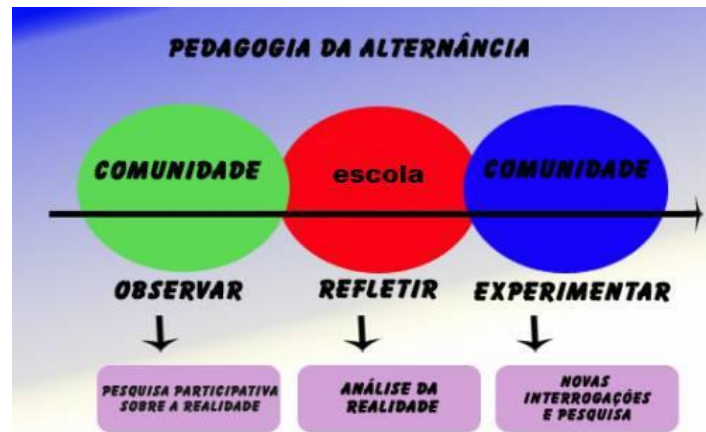 PEDAGOGIA DA ALTERNÂNCIA
COMUNIDADE
escola
COMUNIDADE
OBSERVAR
REFLETIR
EXPERIMENTAR
PESQUISA PARTICIPATIVA
SOBRE A REALIDADE
ANÁLISE DA
REALIDADE
NOVAS
INTERROGAÇÕES
E PESQUISA